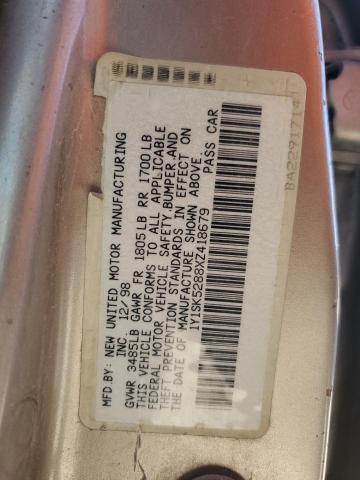 MFD BY: NEW UNITED MOTOR MANUFACTURING
INC. 12/98
GVWR 3485LB GAWR FR 1805LB RR 1700LB
THIS VEHICLE CONFORMS TO ALL APPLICABLE
FEDERAL MOTOR VEHICLE SAFETY,BUMPER,AND
THEFT PREVENTION STANDARDS IN EFFECT ON
THE DATE OF MANUFACTURE SHOWN ABOVE.
1Y1SK5288XZ418679 PASS CAR
BA2291714